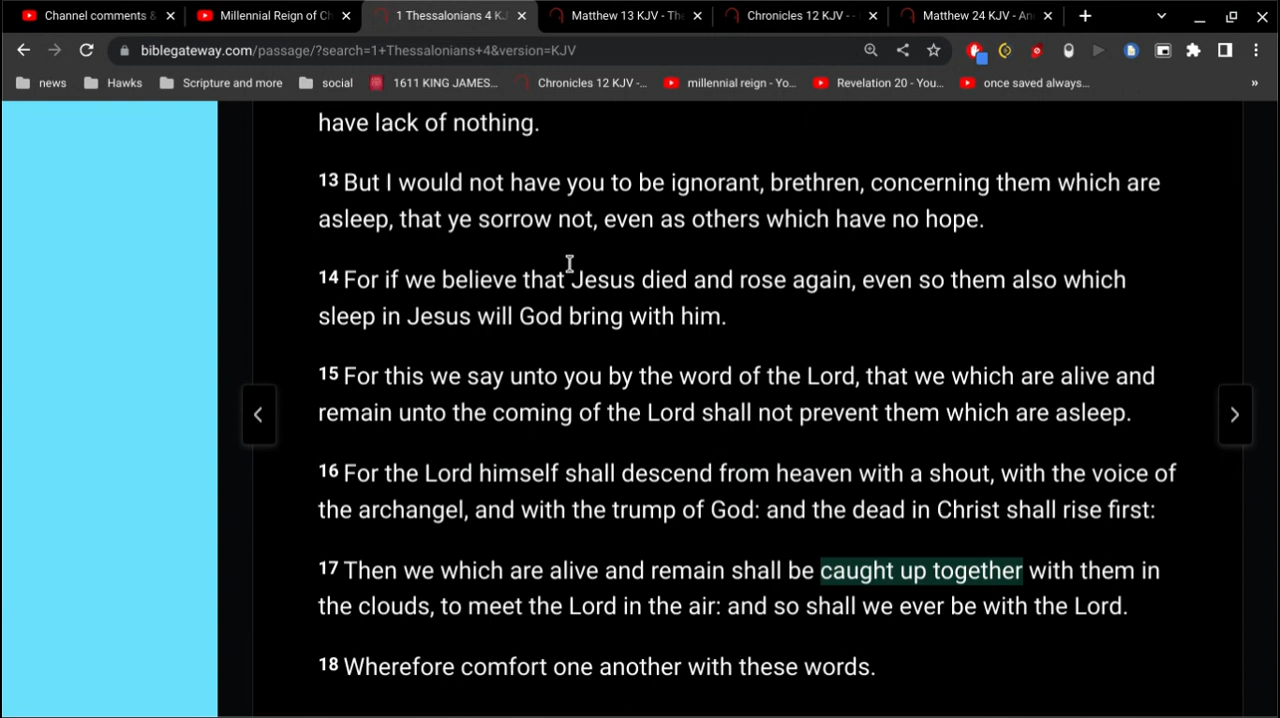 Channel comments &
Millennial Reign of Ch
1 Thessalonians 4 KJ
Matthew 13 KJV - The
Chronicles 12 KJV - -
Matthew 24 KJV - An
biblegateway.com/passage/?search=1+Thessalonians+4&version=KJV
news
Hawks
Scripture and more
social
1611 KING JAMES...
Chronicles 12 KJV -...
millennial reign - Yo...
Revelation 20 - You...
once saved always...
»
have lack of nothing.
13 But I would not have you to be ignorant, brethren, concerning them which are
asleep, that ye sorrow not, even as others which have no hope.
14 For if we believe that Jesus died and rose again, even so them also which
sleep in Jesus will God bring with him.
15 For this we say unto you by the word of the Lord, that we which are alive and
remain unto the coming of the Lord shall not prevent them which are asleep.
16 For the Lord himself shall descend from heaven with a shout, with the voice of
the archangel, and with the trump of God: and the dead in Christ shall rise first:
17 Then we which are alive and remain shall be caught up together with them in
the clouds, to meet the Lord in the air: and so shall we ever be with the Lord.
18 Wherefore comfort one another with these words.